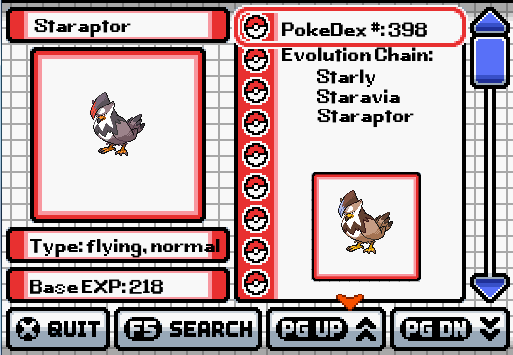 Staraptor
Type: flying, normal
Base EXP: 218
PokeDex #: 398
Evolution Chain:
Starly
Staravia
Staraptor
X QUIT
F5 SEARCH
PG UP
PG DN